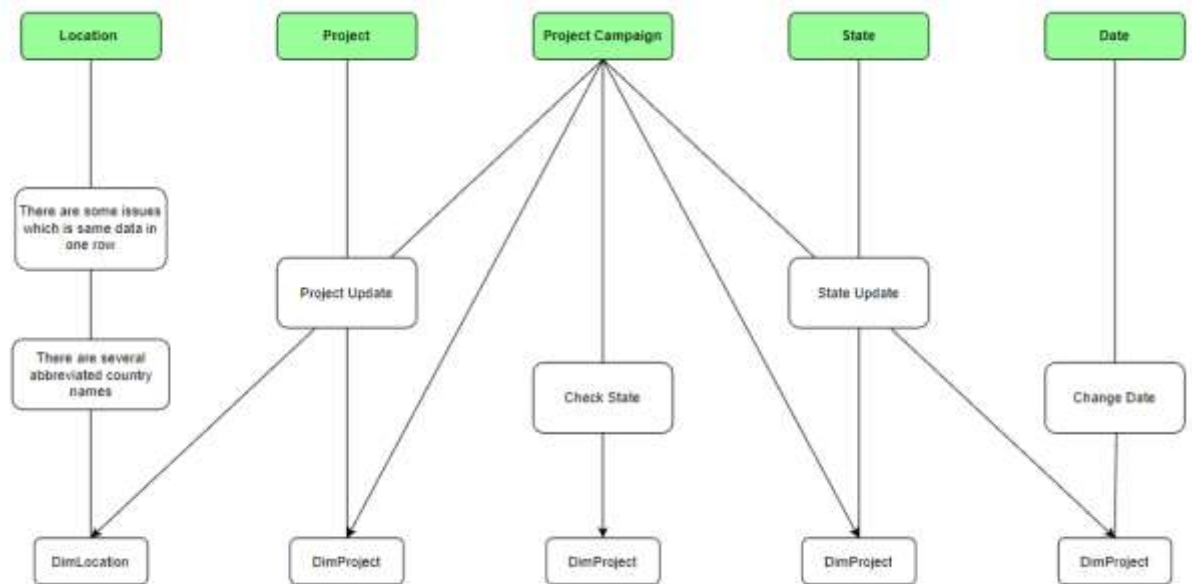 Location
Project
Project Campaign
State
Date
There are some issues
which is same data in
one row
Project Update
State Update
There are several
abbreviated country
names
Check State
Change Date
DimLocation
DimProject
DimProject
DimProject
DimProject